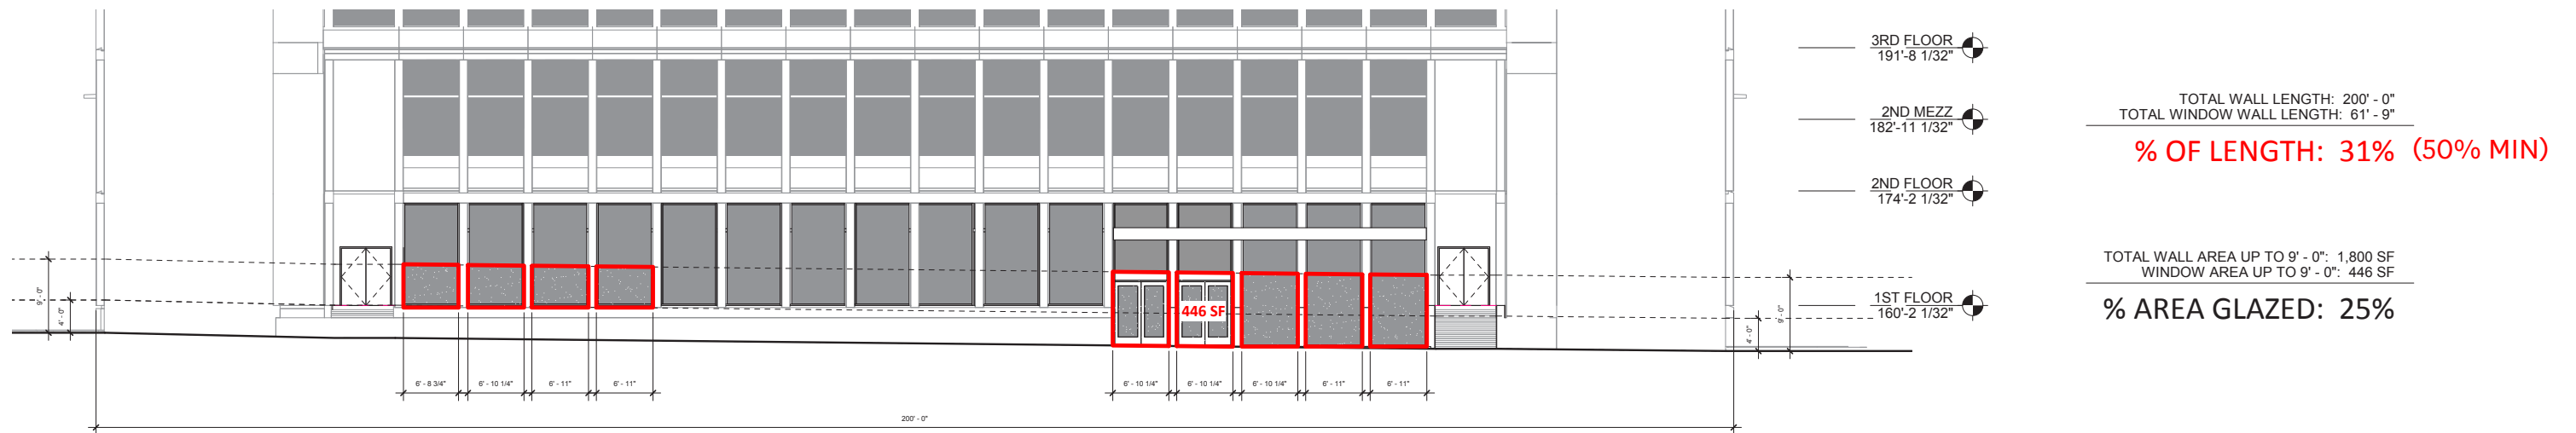 3RD FLOOR
191'-8 1/32"
2ND MEZZ
182'-11 1/32"
2ND FLOOR
174'-2 1/32"
1ST FLOOR
160'-2 1/32"
TOTAL WALL LENGTH: 200' - 0"
TOTAL WINDOW WALL LENGTH: 61' - 9"
% OF LENGTH: 31% (50% MIN)
TOTAL WALL AREA UP TO 9' - 0": 1,800 SF
WINDOW AREA UP TO 9' - 0": 446 SF
% AREA GLAZED: 25%
9' - 0"
4' - 0"
446 SF
4' - 0"
9' - 0"
6' - 8 3/4"
6' - 10 1/4"
6' - 11"
6' - 11"
6' - 10 1/4"
6' - 10 1/4"
6' - 10 1/4"
6' - 11"
6' - 11"
200' - 0"